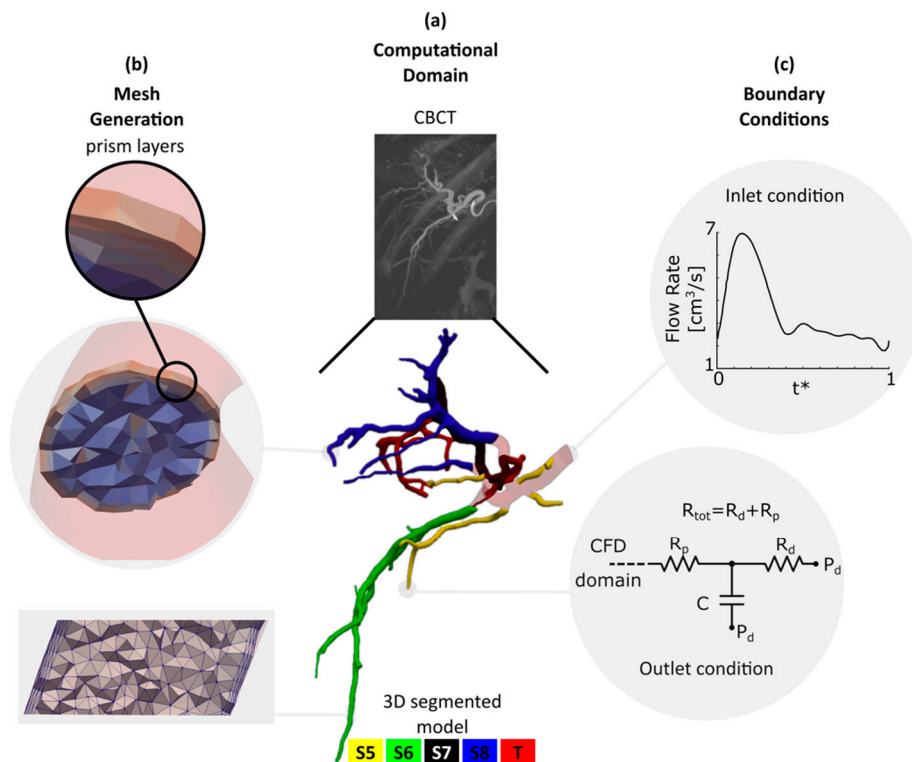 (a)
Computational
Domain
CBCT
(b)
Mesh
Generation
prism layers
(c)
Boundary
Conditions
Inlet condition
7
Flow Rate
[cm³/s]
1
0
t*
1
R_tot=R_d+R_p
CFD
domain
R_p
R_d
P_d
C
P_d
Outlet condition
3D segmented
model
S5 S6 S7 S8 T